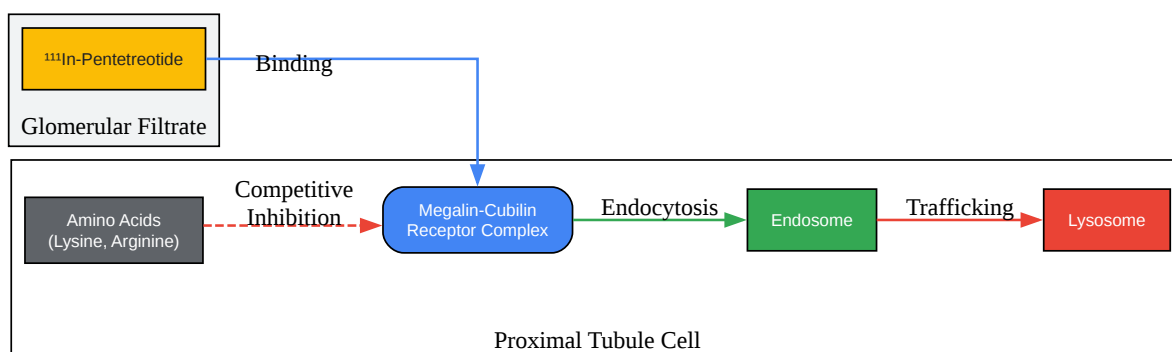 ¹¹¹In-Pentetreotide
Binding
Glomerular Filtrate
Competitive
Inhibition
Amino Acids
(Lysine, Arginine)
Megalin-Cubilin
Receptor Complex
Endocytosis
Endosome
Trafficking
Lysosome
Proximal Tubule Cell